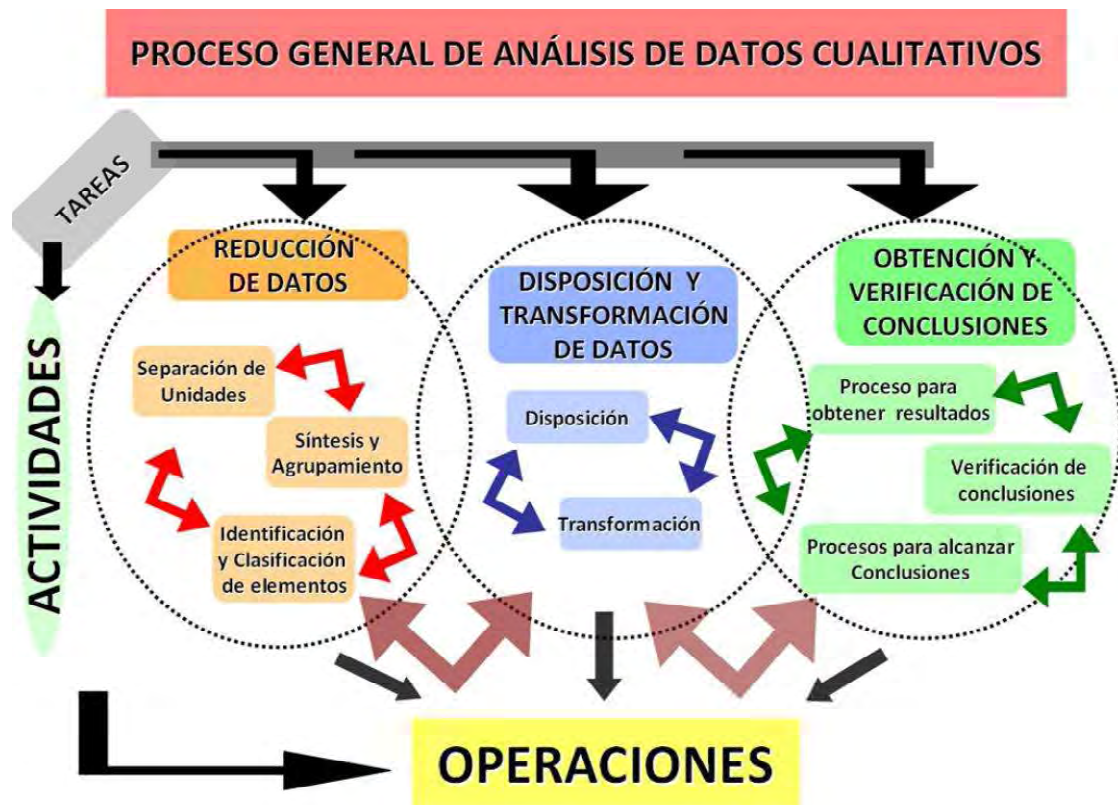 PROCESO GENERAL DE ANÁLISIS DE DATOS CUALITATIVOS
TAREAS
ACTIVIDADES
REDUCCIÓN
DE DATOS
Separación de
Unidades
Síntesis y
Agrupamiento
Identificación
y Clasificación
de elementos
DISPOSICIÓN Y
TRANSFORMACIÓN
DE DATOS
Disposición
Transformación
OBTENCIÓN Y
VERIFICACIÓN DE
CONCLUSIONES
Proceso para
obtener resultados
Verificación de
conclusiones
Procesos para alcanzar
Conclusiones
OPERACIONES